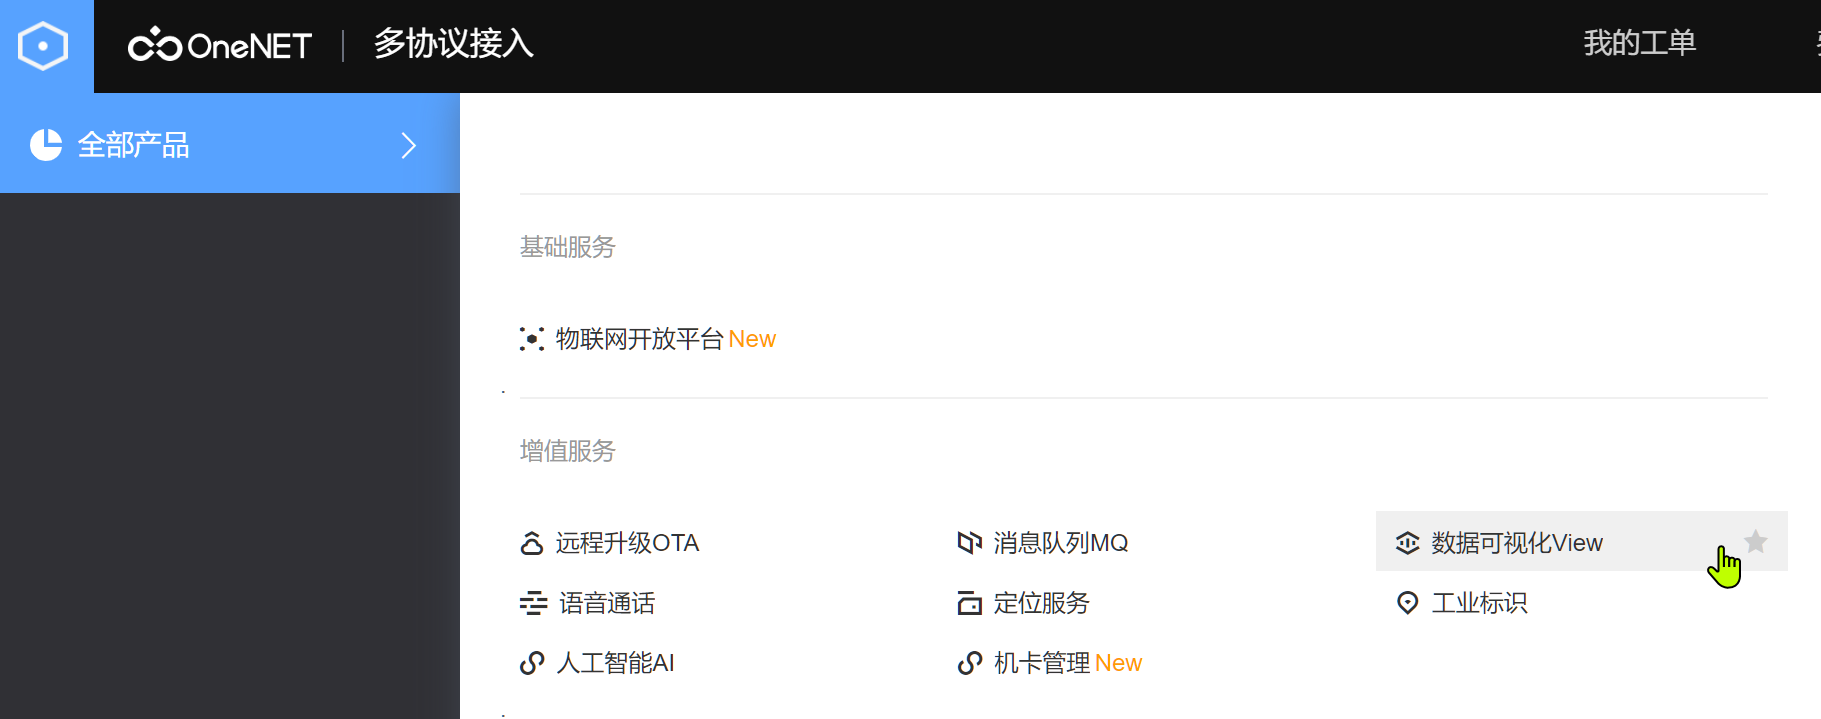 OneNET 多协议接入 我的工单
全部产品
基础服务
物联网开放平台 New
增值服务
远程升级OTA 消息队列MQ 数据可视化View
语音通话 定位服务 工业标识
人工智能AI 机卡管理 New